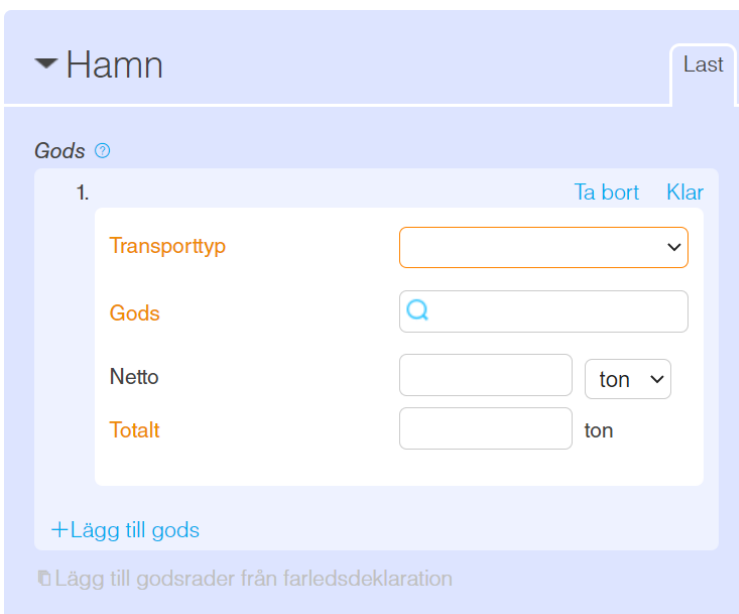 Hamn
Last
Gods
1.
Ta bort Klar
Transporttyp
Gods
Netto ton
Totalt ton
+Lägg till gods
Lägg till godsrader från farledsdeklaration